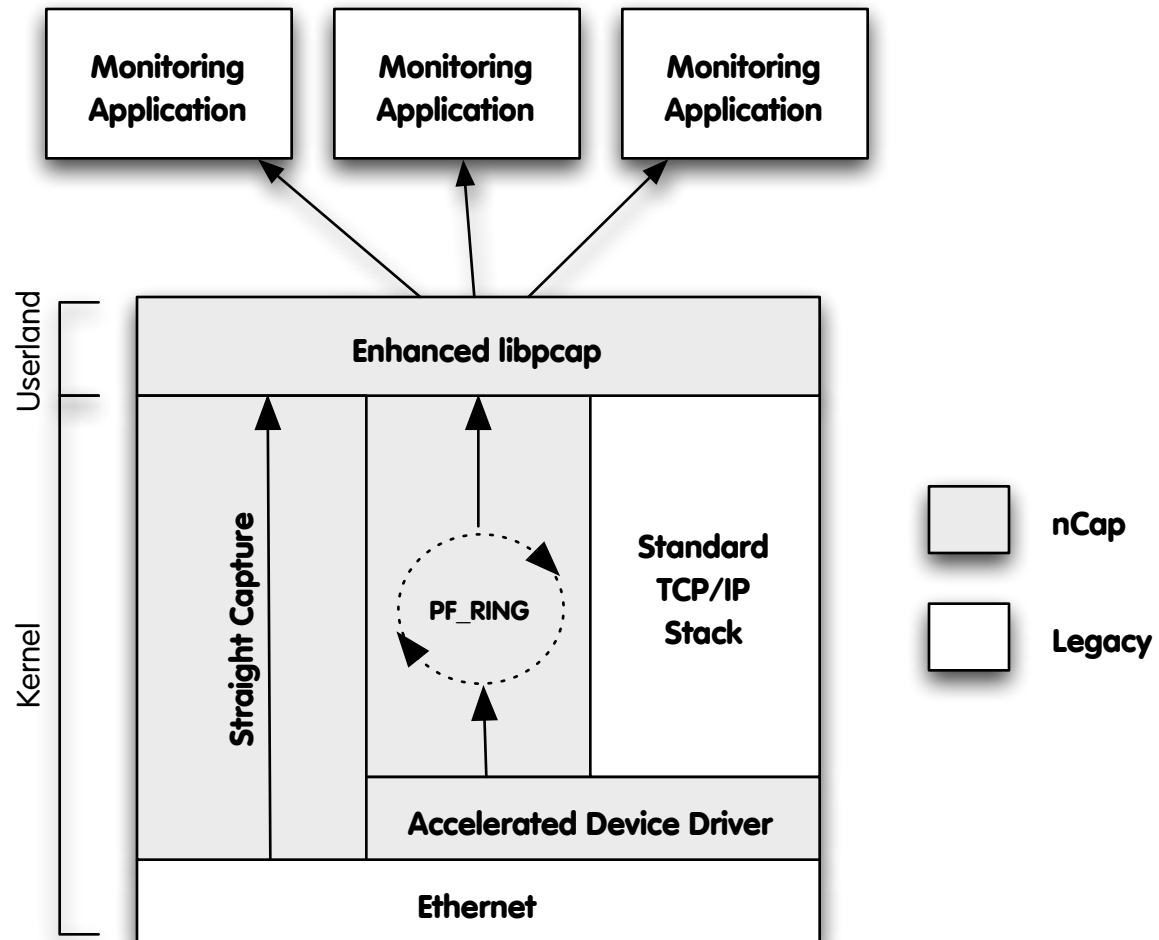 Monitoring
Application
Monitoring
Application
Monitoring
Application
Userland
Enhanced libpcap
Kernel
Straight Capture
PF_RING
Standard
TCP/IP
Stack
nCap
Legacy
Accelerated Device Driver
Ethernet